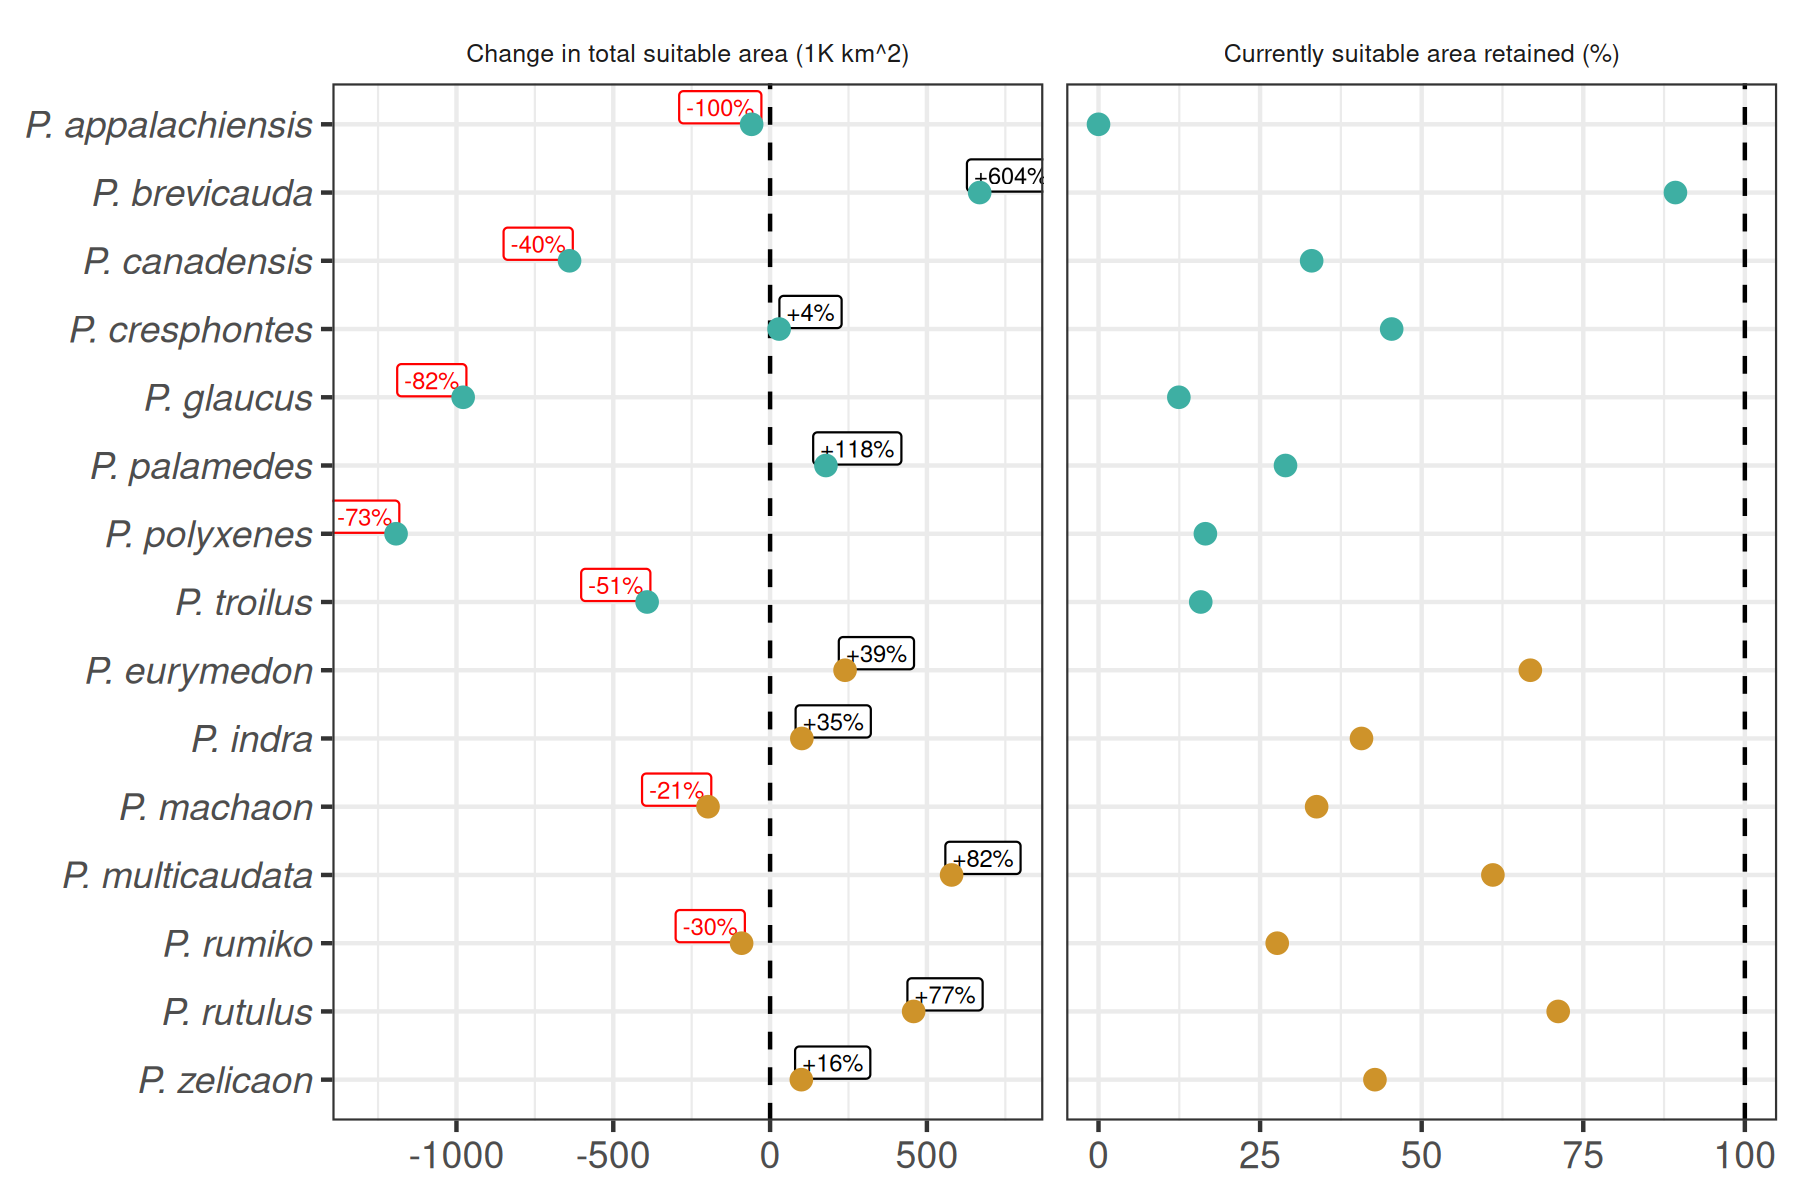 Change in total suitable area (1K km^2)
Currently suitable area retained (%)
P. appalachiensis
-100%
P. brevicauda
+604%
P. canadensis
-40%
P. cresphontes
+4%
P. glaucus
-82%
P. palamedes
+118%
P. polyxenes
-73%
P. troilus
-51%
P. eurymedon
+39%
P. indra
+35%
P. machaon
-21%
P. multicaudata
+82%
P. rumiko
-30%
P. rutulus
+77%
P. zelicaon
+16%
-1000 -500 0 500
0 25 50 75 100